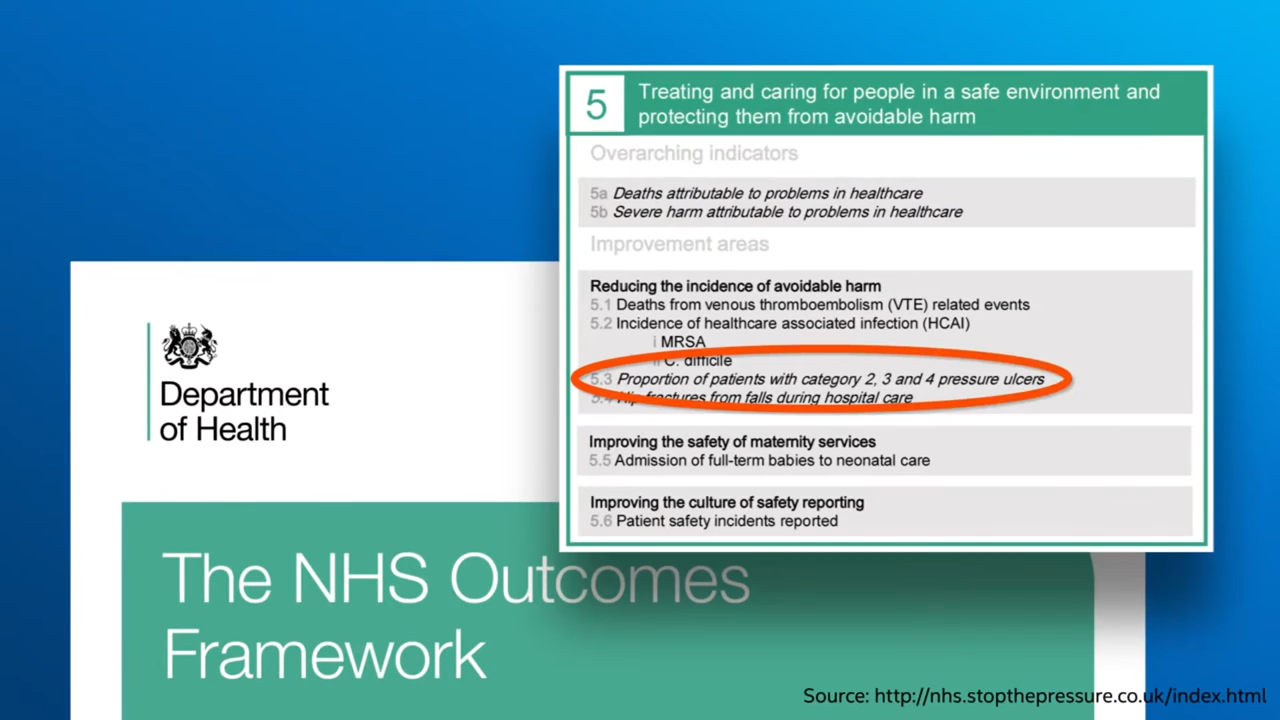 5
Treating and caring for people in a safe environment and
protecting them from avoidable harm
Overarching indicators
5a Deaths attributable to problems in healthcare
5b Severe harm attributable to problems in healthcare
Improvement areas
Reducing the incidence of avoidable harm
5.1 Deaths from venous thromboembolism (VTE) related events
5.2 Incidence of healthcare associated infection (HCAI)
i MRSA
ii C. difficile
5.3 Proportion of patients with category 2, 3 and 4 pressure ulcers
5.4 Hip fractures from falls during hospital care
Improving the safety of maternity services
5.5 Admission of full-term babies to neonatal care
Improving the culture of safety reporting
5.6 Patient safety incidents reported
Department
of Health
The NHS Outcomes
Framework
Source: http://nhs.stopthepressure.co.uk/index.html